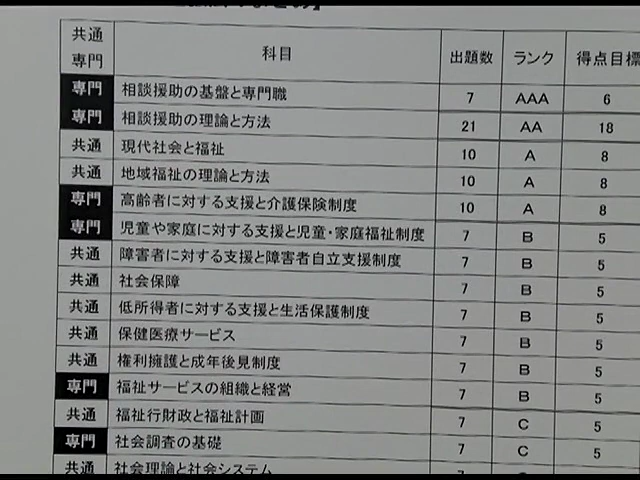 共通
専門 科目 出題数 ランク 得点目標
専門 相談援助の基盤と専門職 7 AAA 6
専門 相談援助の理論と方法 21 AA 18
共通 現代社会と福祉 10 A 8
共通 地域福祉の理論と方法 10 A 8
専門 高齢者に対する支援と介護保険制度 10 A 8
専門 児童や家庭に対する支援と児童・家庭福祉制度 7 B 5
共通 障害者に対する支援と障害者自立支援制度 7 B 5
共通 社会保障 7 B 5
共通 低所得者に対する支援と生活保護制度 7 B 5
共通 保健医療サービス 7 B 5
共通 権利擁護と成年後見制度 7 B 5
専門 福祉サービスの組織と経営 7 B 5
共通 福祉行財政と福祉計画 7 C 5
専門 社会調査の基礎 7 C 5
共通 社会理論と社会システム 7